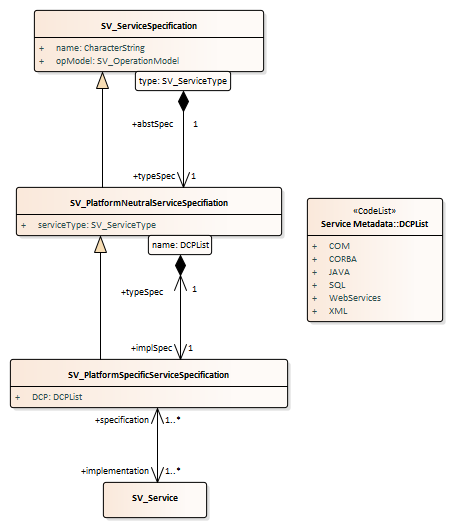 SV_ServiceSpecification
+ name: CharacterString
+ opModel: SV_OperationModel
type: SV_ServiceType
+abstSpec 1
+typeSpec 1
SV_PlatformNeutralServiceSpecifiation
+ serviceType: SV_ServiceType
name: DCPList
+typeSpec 1
+implSpec 1
SV_PlatformSpecificServiceSpecification
+ DCP: DCPList
+specification 1..*
+implementation 1..*
SV_Service
«CodeList»
Service Metadata::DCPList
+ COM
+ CORBA
+ JAVA
+ SQL
+ WebServices
+ XML